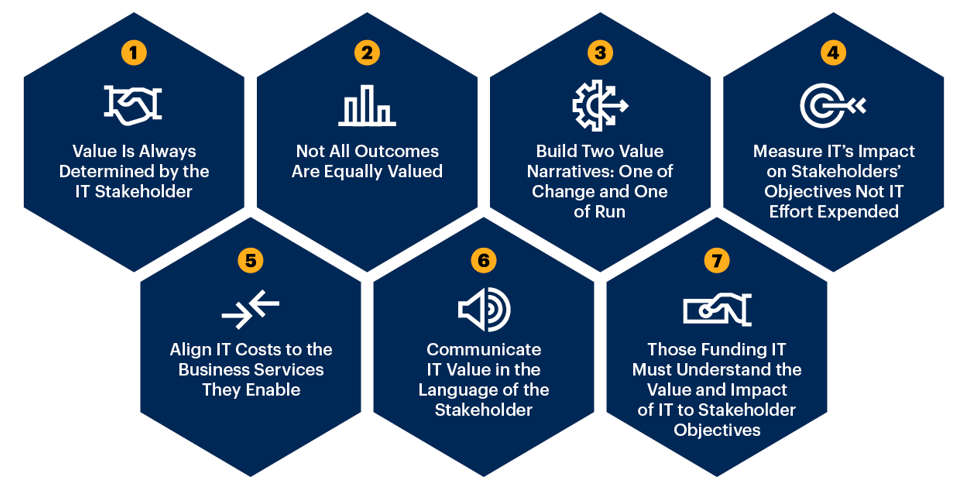 1
Value Is Always
Determined by the
IT Stakeholder
2
Not All Outcomes
Are Equally Valued
3
Build Two Value
Narratives: One of
Change and One
of Run
4
Measure IT’s Impact
on Stakeholders’
Objectives Not IT
Effort Expended
5
Align IT Costs to the
Business Services
They Enable
6
Communicate
IT Value in the
Language of the
Stakeholder
7
Those Funding IT
Must Understand the
Value and Impact
of IT to Stakeholder
Objectives